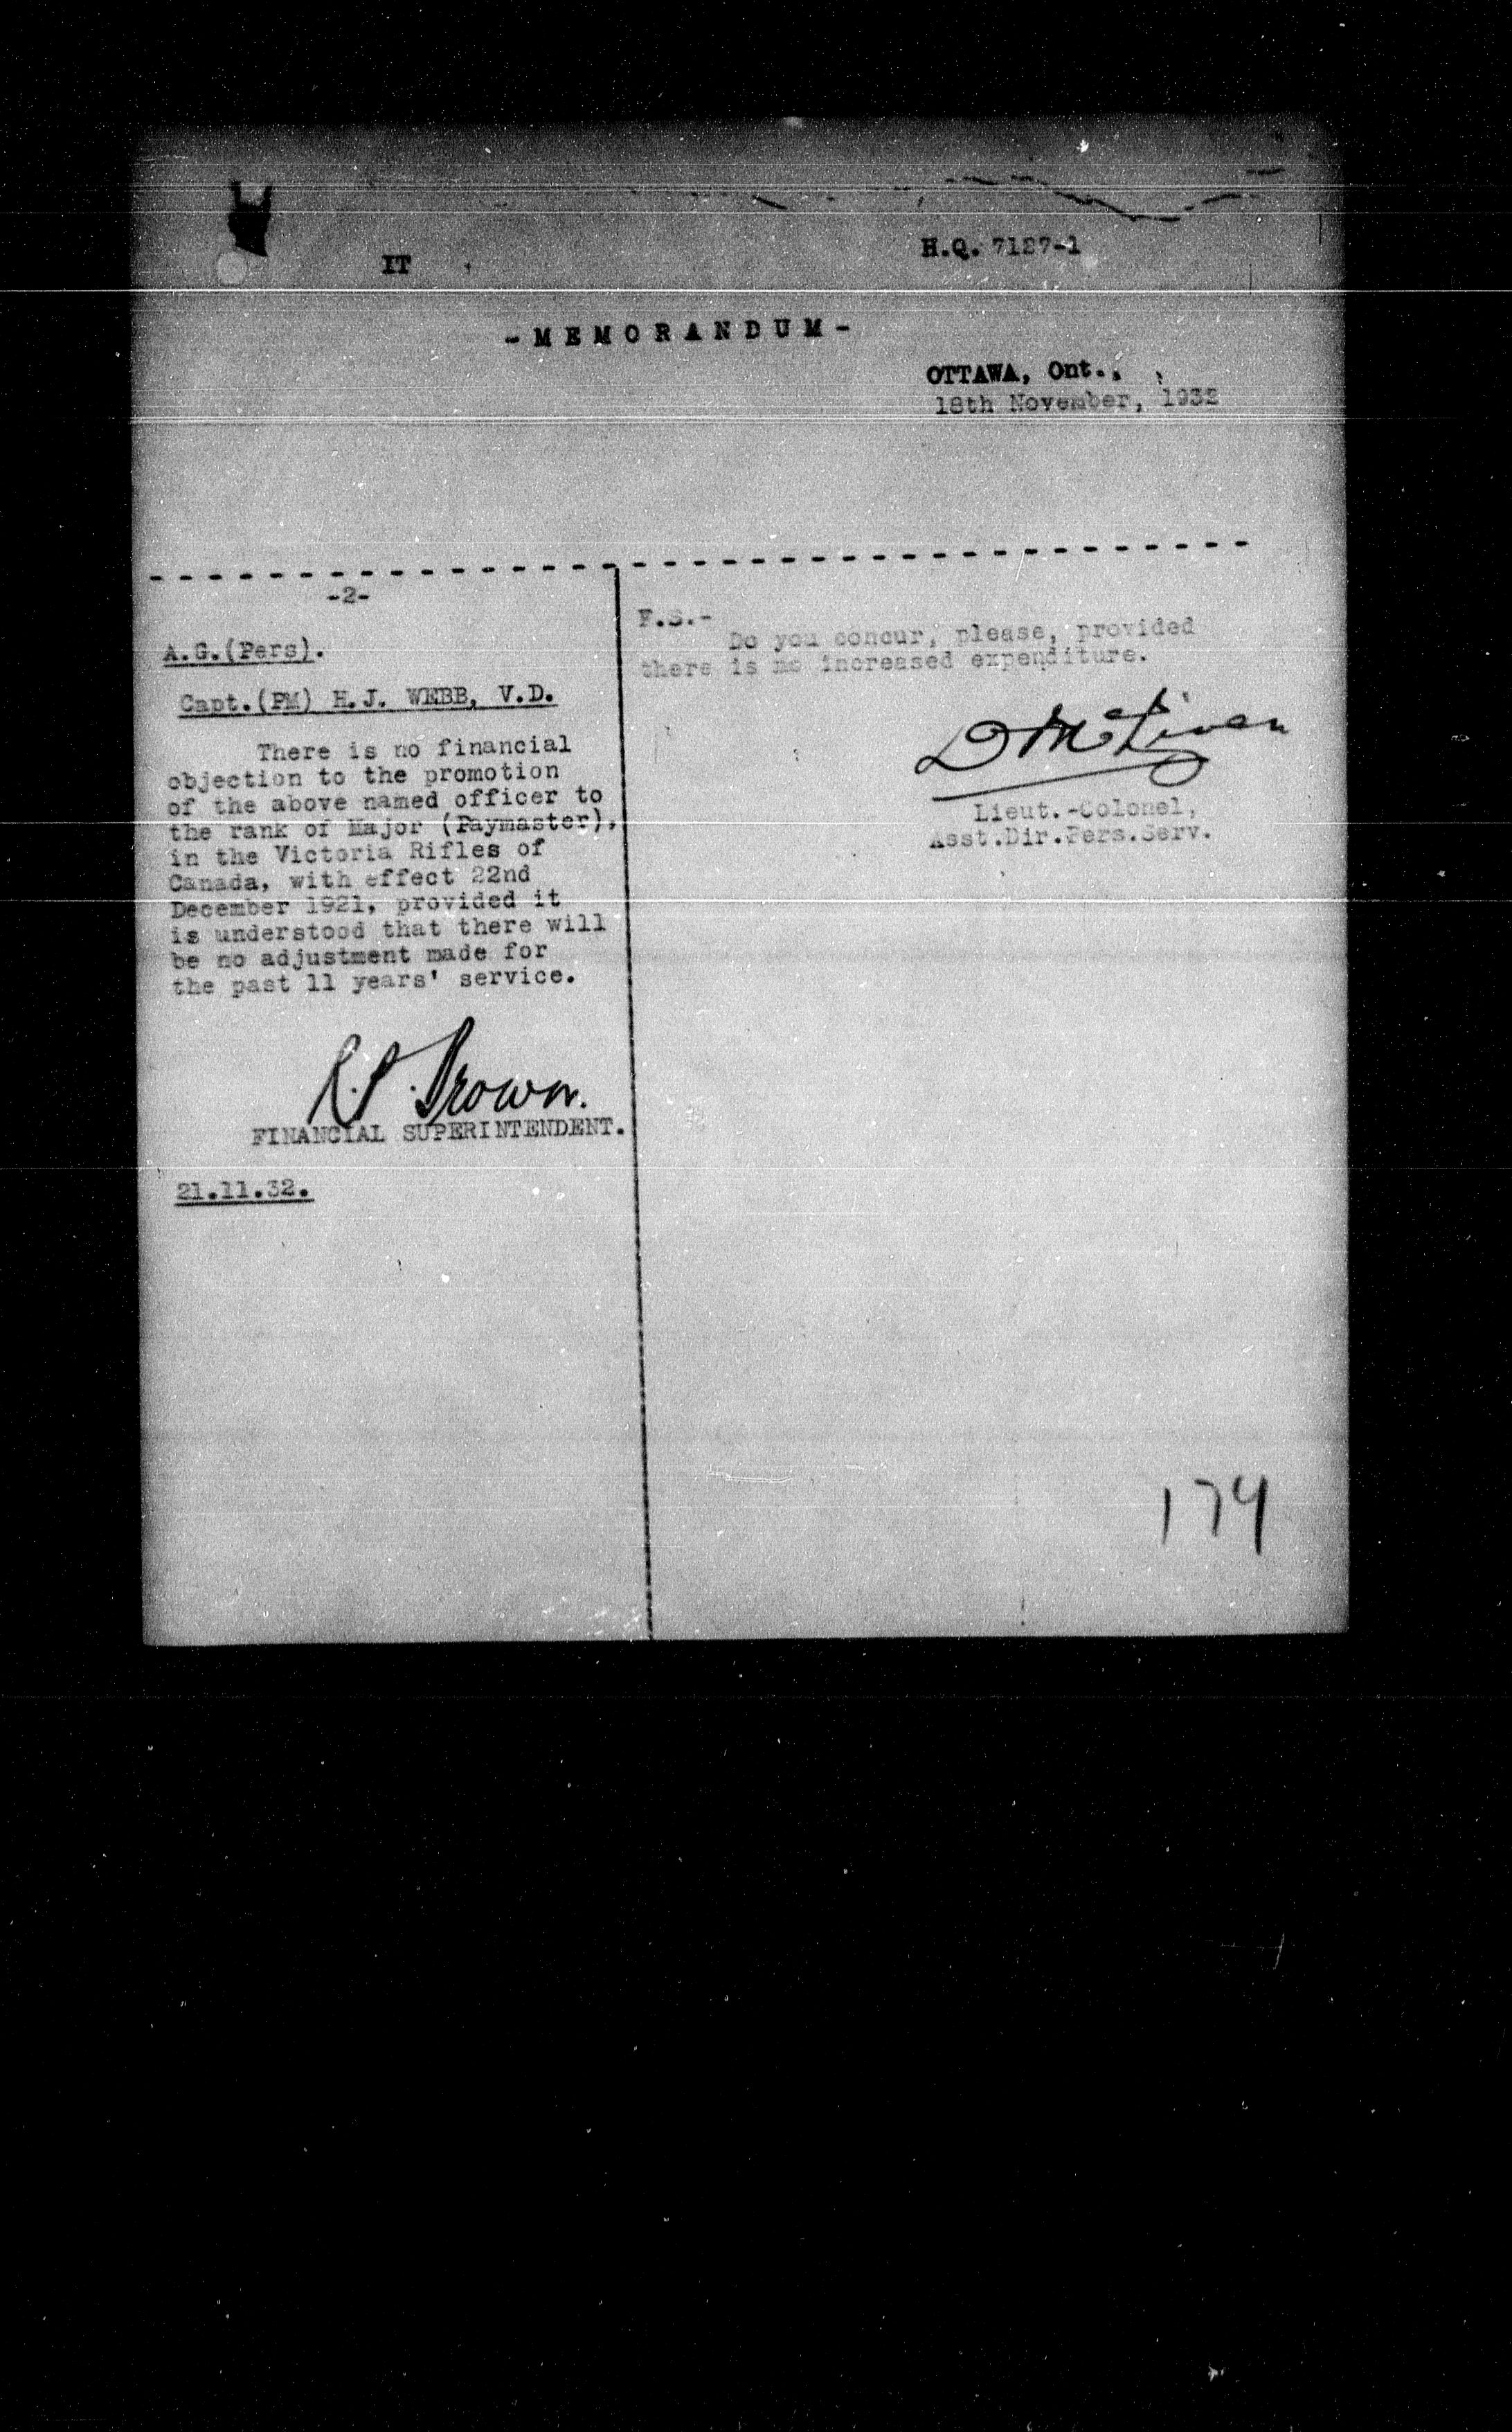 IT
H.Q. 7127-1
-MEMORANDUM-
OTTAWA, Ont.,
18th November, 1932
-2-
A.G.(Pers).
Capt.(PM) H.J. WEBB, V.D.
There is no financial
objection to the promotion
of the above named officer to
the rank of Major (Paymaster),
in the Victoria Rifles of
Canada, with effect 22nd
December 1921, provided it
is understood that there will
be no adjustment made for
the past 11 years' service.
R.P. Brown.
FINANCIAL SUPERINTENDENT.
21.11.32.
F.S.-
Do you concur, please, provided
there is no increased expenditure.
Lieut.-Colonel,
Asst.Dir.Pers.Serv.
174